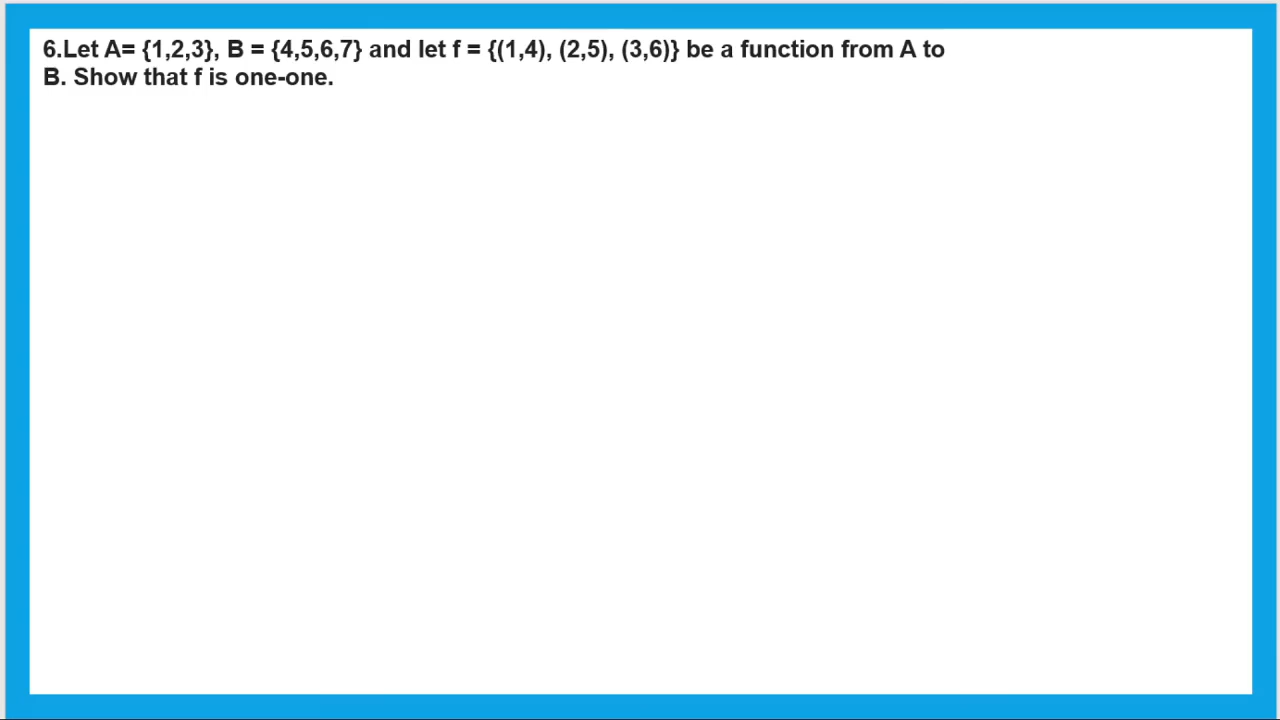 6.Let A= {1,2,3}, B = {4,5,6,7} and let f = {(1,4), (2,5), (3,6)} be a function from A to
B. Show that f is one-one.